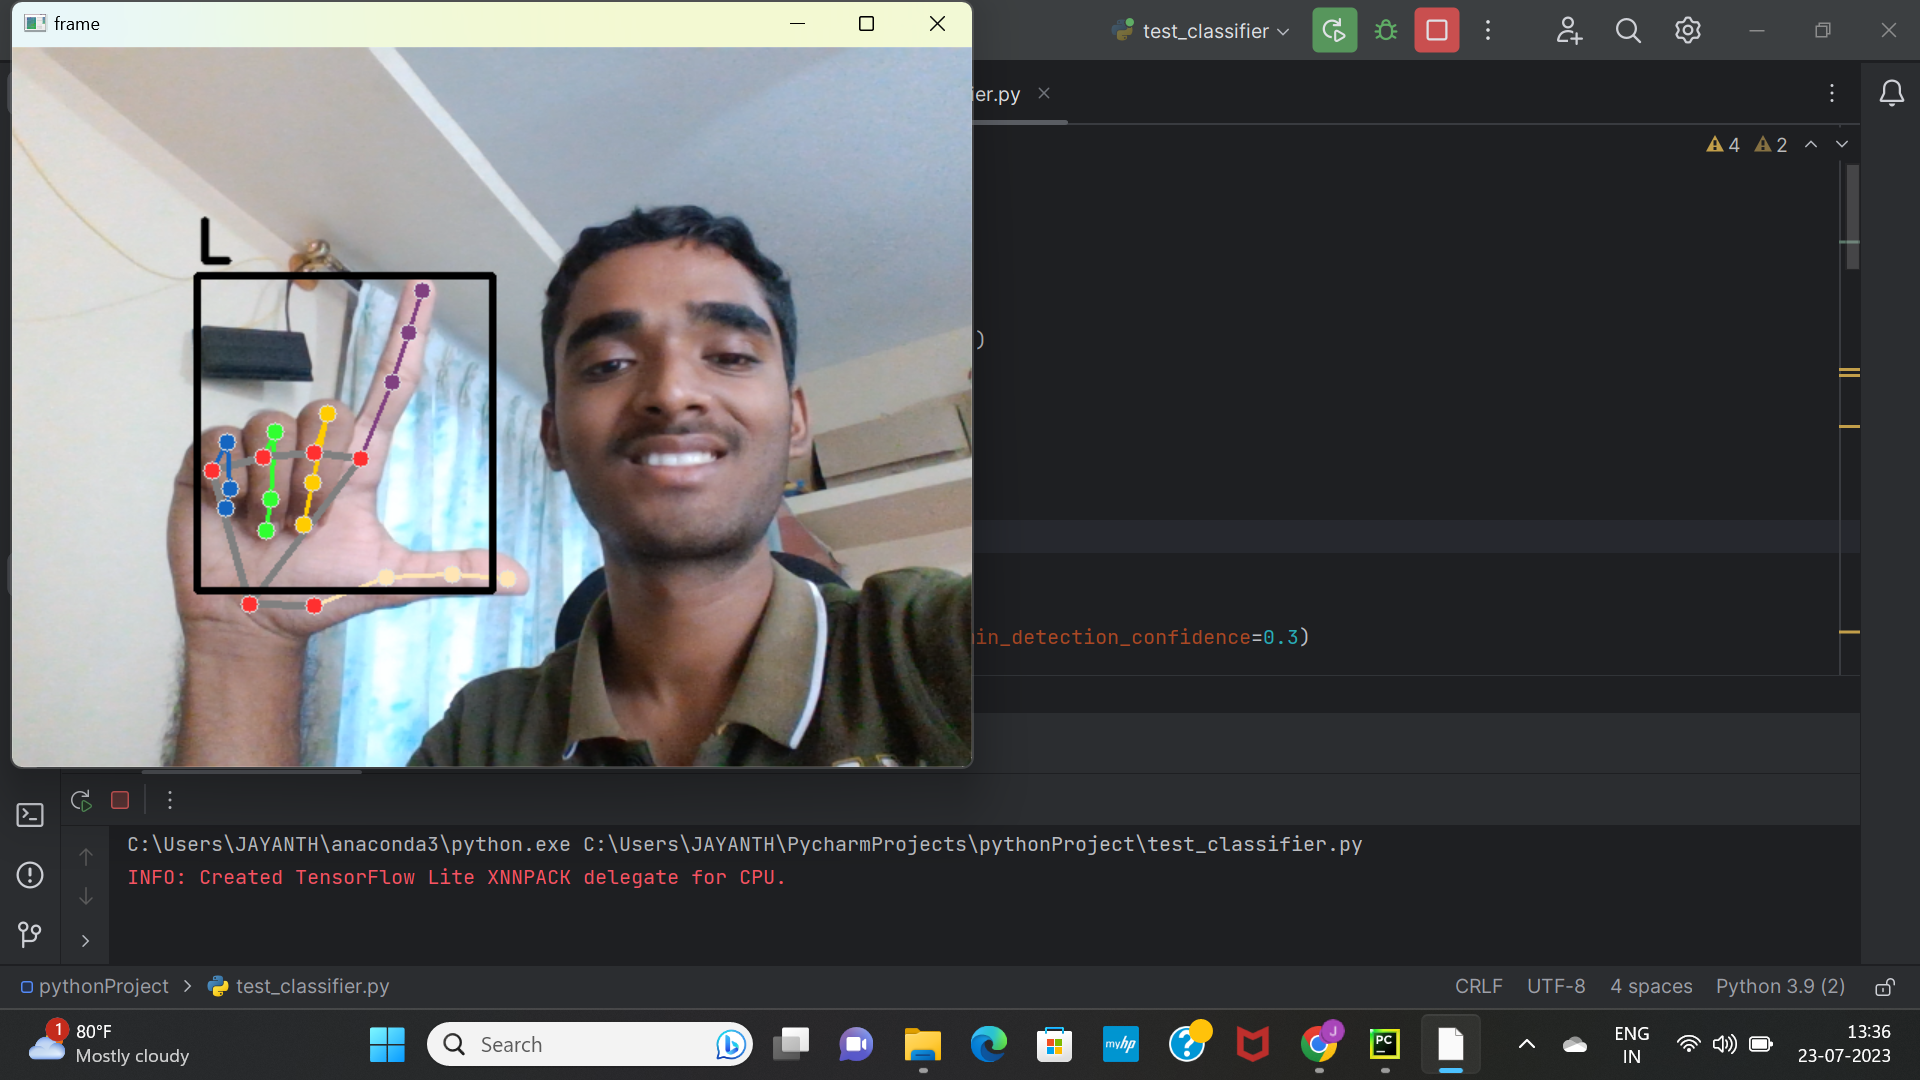 frame
test_classifier
ier.py
4 2
L
)
in_detection_confidence=0.3)
C:\Users\JAYANTH\anaconda3\python.exe C:\Users\JAYANTH\PycharmProjects\pythonProject\test_classifier.py
INFO: Created TensorFlow Lite XNNPACK delegate for CPU.
pythonProject > test_classifier.py
CRLF UTF-8 4 spaces Python 3.9 (2)
1
80°F
Mostly cloudy
Search
myhp
J
PC
ENG
IN
13:36
23-07-2023